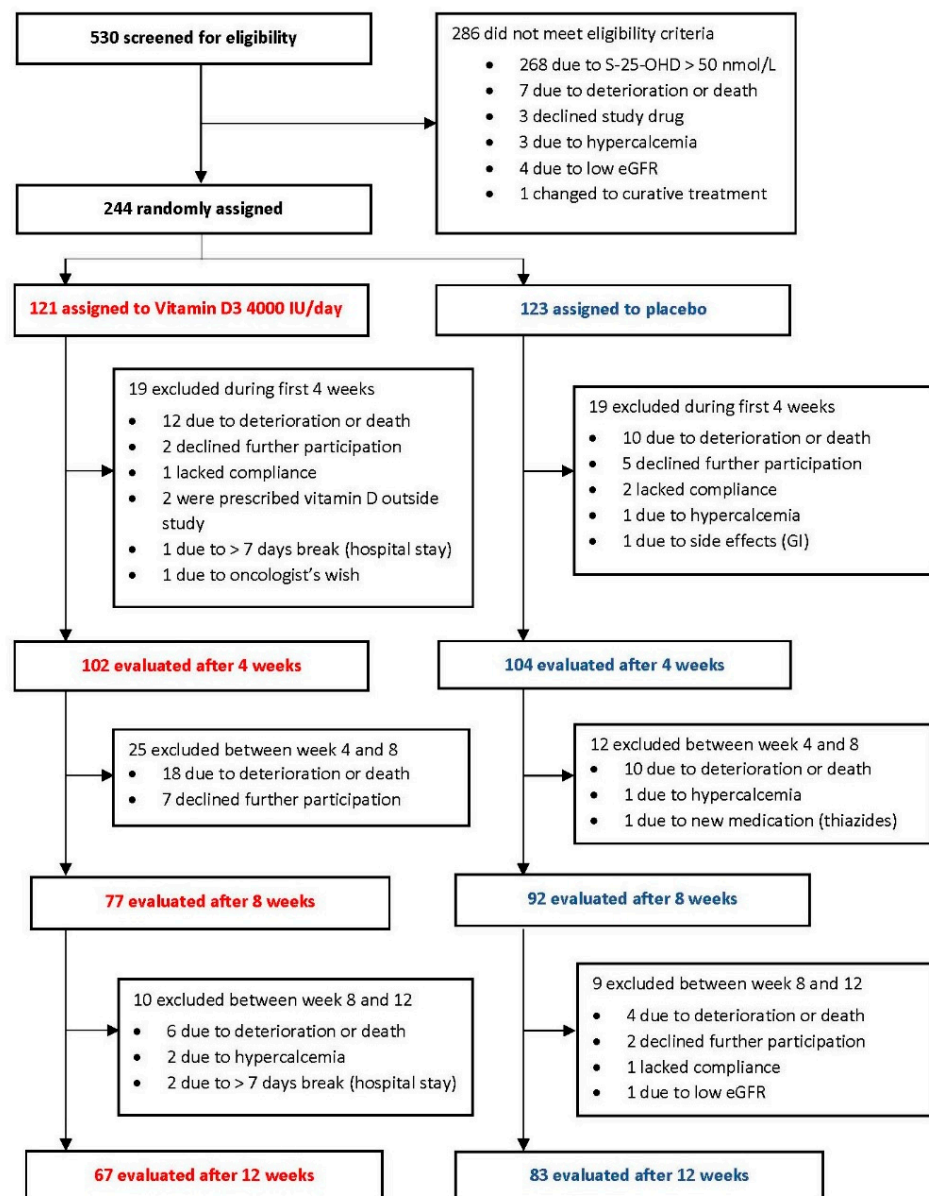 530 screened for eligibility
286 did not meet eligibility criteria
• 268 due to S-25-OHD > 50 nmol/L
• 7 due to deterioration or death
• 3 declined study drug
• 3 due to hypercalcemia
• 4 due to low eGFR
• 1 changed to curative treatment
244 randomly assigned
121 assigned to Vitamin D3 4000 IU/day
123 assigned to placebo
19 excluded during first 4 weeks
• 12 due to deterioration or death
• 2 declined further participation
• 1 lacked compliance
• 2 were prescribed vitamin D outside
study
• 1 due to > 7 days break (hospital stay)
• 1 due to oncologist's wish
19 excluded during first 4 weeks
• 10 due to deterioration or death
• 5 declined further participation
• 2 lacked compliance
• 1 due to hypercalcemia
• 1 due to side effects (GI)
102 evaluated after 4 weeks
104 evaluated after 4 weeks
25 excluded between week 4 and 8
• 18 due to deterioration or death
• 7 declined further participation
12 excluded between week 4 and 8
• 10 due to deterioration or death
• 1 due to hypercalcemia
• 1 due to new medication (thiazides)
77 evaluated after 8 weeks
92 evaluated after 8 weeks
10 excluded between week 8 and 12
• 6 due to deterioration or death
• 2 due to hypercalcemia
• 2 due to > 7 days break (hospital stay)
9 excluded between week 8 and 12
• 4 due to deterioration or death
• 2 declined further participation
• 1 lacked compliance
• 1 due to low eGFR
67 evaluated after 12 weeks
83 evaluated after 12 weeks